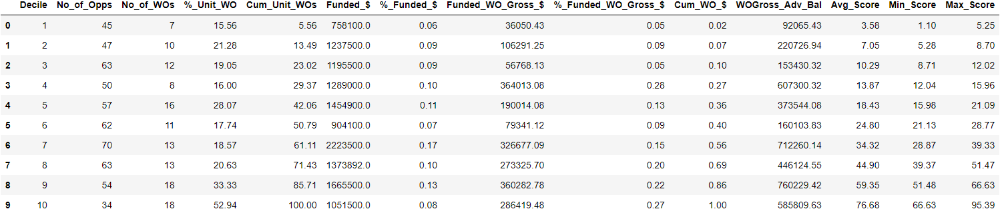 Decile No_of_Opps No_of_WOs %_Unit_WO Cum_Unit_WOs Funded_$ %_Funded_$ Funded_WO_Gross_$ %_Funded_WO_Gross_$ Cum_WO_$ WOGross_Adv_Bal Avg_Score Min_Score Max_Score
0 1 45 7 15.56 5.56 758100.0 0.06 36050.43 0.05 0.02 92065.43 3.58 1.10 5.25
1 2 47 10 21.28 13.49 1237500.0 0.09 106291.25 0.09 0.07 220726.94 7.05 5.28 8.70
2 3 63 12 19.05 23.02 1195500.0 0.09 56768.13 0.05 0.10 153430.32 10.29 8.71 12.02
3 4 50 8 16.00 29.37 1289000.0 0.10 364013.08 0.28 0.27 607300.32 13.87 12.04 15.96
4 5 57 16 28.07 42.06 1454900.0 0.11 190014.08 0.13 0.36 373544.08 18.43 15.98 21.09
5 6 62 11 17.74 50.79 904100.0 0.07 79341.12 0.09 0.40 160103.83 24.80 21.13 28.77
6 7 70 13 18.57 61.11 2223500.0 0.17 326677.09 0.15 0.56 712260.14 34.32 28.87 39.33
7 8 63 13 20.63 71.43 1373892.0 0.10 273325.70 0.20 0.69 446124.55 44.90 39.37 51.47
8 9 54 18 33.33 85.71 1665500.0 0.13 360282.78 0.22 0.86 760229.42 59.35 51.48 66.63
9 10 34 18 52.94 100.00 1051500.0 0.08 286419.48 0.27 1.00 585809.63 76.68 66.63 95.39